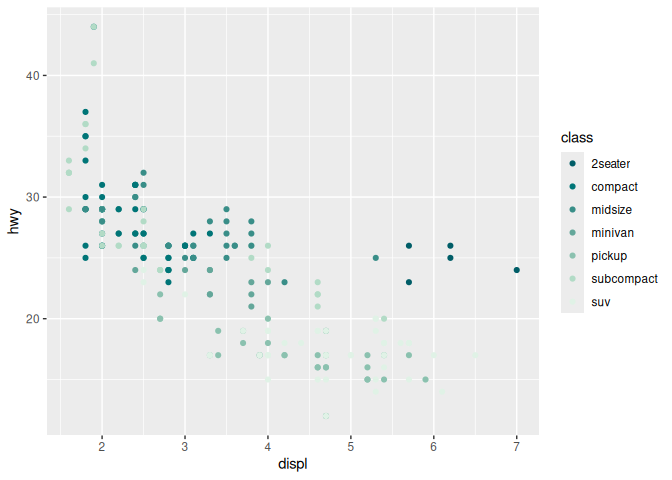 40
30
20
hwy
2
3
4
5
6
7
displ
class
2seater
compact
midsize
minivan
pickup
subcompact
suv